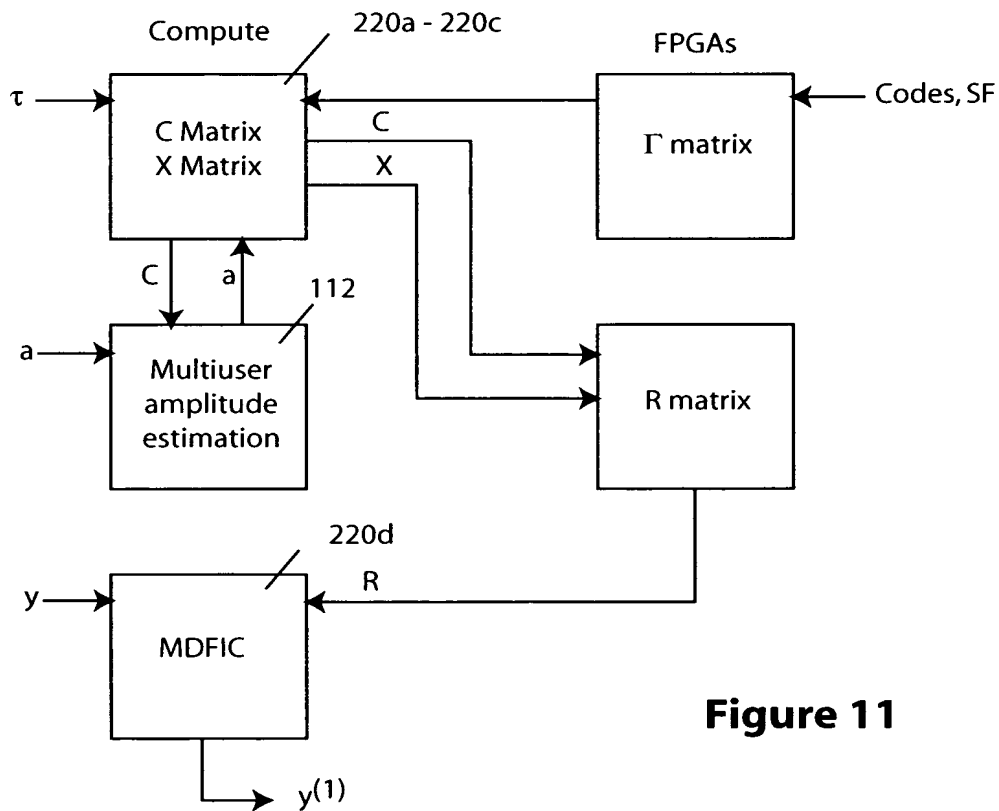 Compute
220a - 220c
FPGAs
τ
C Matrix
X Matrix
C
X
Γ matrix
Codes, SF
C
a
112
a
Multiuser
amplitude
estimation
R matrix
220d
R
y
MDFIC
y(1)
Figure 11